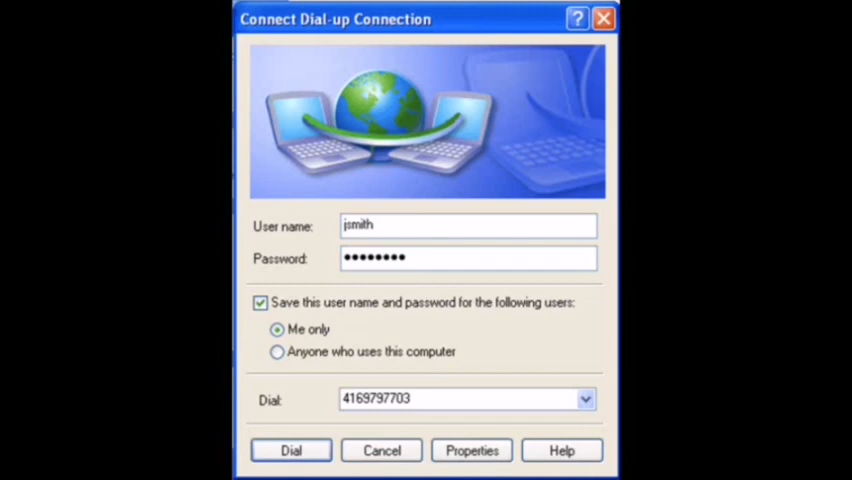 Connect Dial-up Connection
User name: jsmith
Password: ••••••••
Save this user name and password for the following users:
Me only
Anyone who uses this computer
Dial: 4169797703
Dial Cancel Properties Help